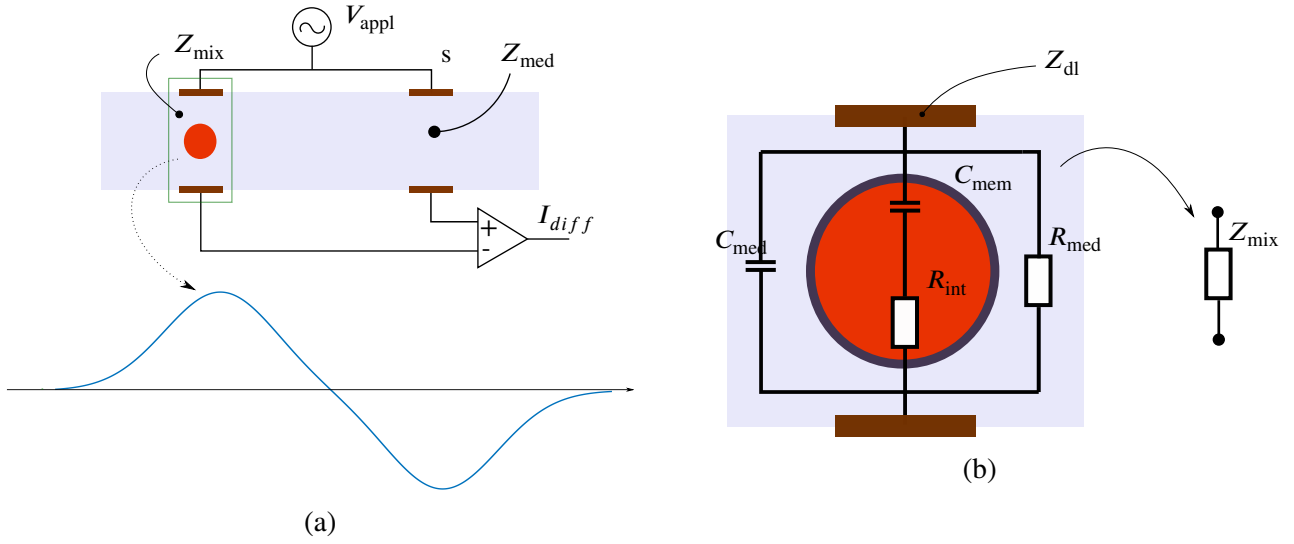 V_appl
Z_mix
s
Z_med
+
-
I_diff
(a)
Z_dl
C_mem
C_med
R_med
R_int
Z_mix
(b)